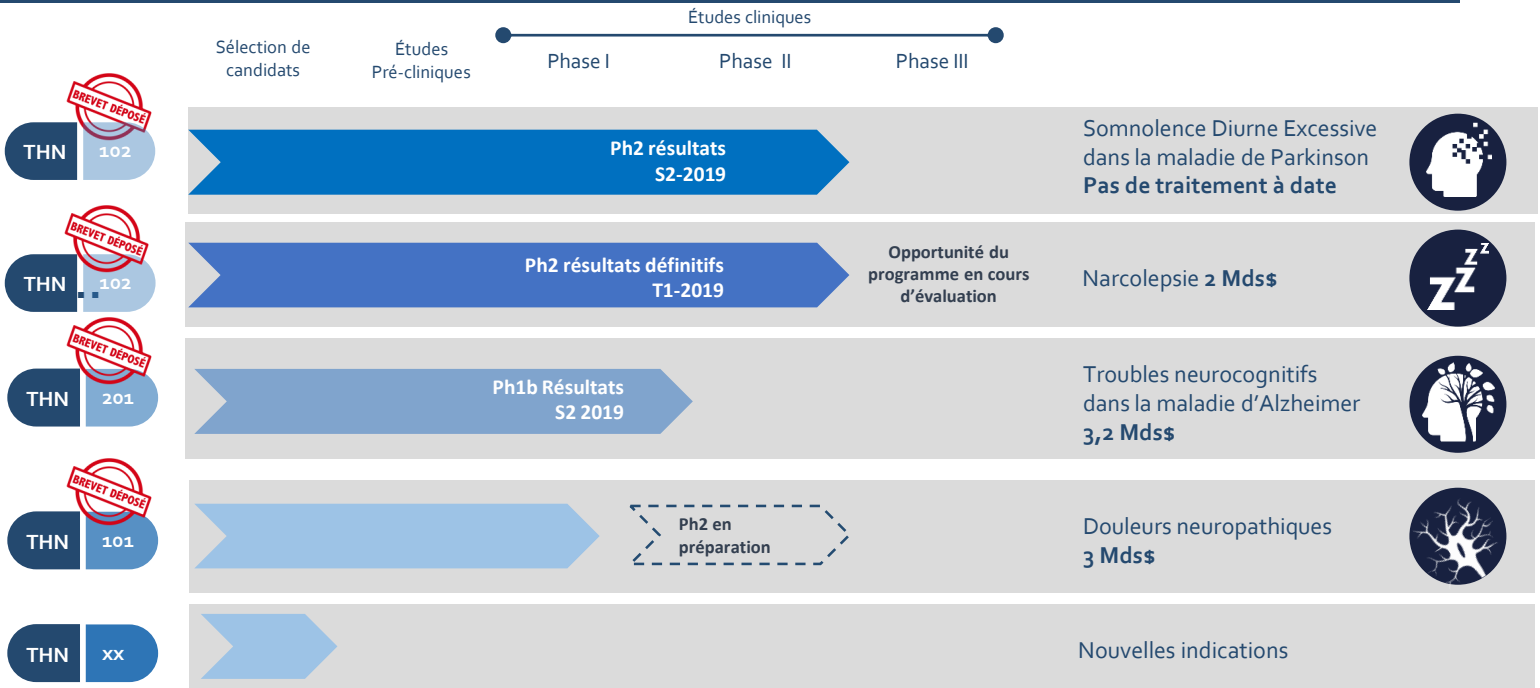 Études cliniques
Sélection de
candidats
Études
Pré-cliniques
Phase I
Phase II
Phase III
BREVET DÉPOSÉ
THN 102
Ph2 résultats
S2-2019
Somnolence Diurne Excessive
dans la maladie de Parkinson
Pas de traitement à date
BREVET DÉPOSÉ
THN 102
..
Ph2 résultats définitifs
T1-2019
Opportunité du
programme en cours
d'évaluation
Narcolepsie 2 Mds$
zzz
BREVET DÉPOSÉ
THN 201
Ph1b Résultats
S2 2019
Troubles neurocognitifs
dans la maladie d'Alzheimer
3,2 Mds$
BREVET DÉPOSÉ
THN 101
Ph2 en
préparation
Douleurs neuropathiques
3 Mds$
THN xx
Nouvelles indications